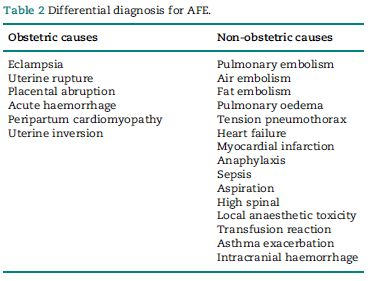 Table 2 Differential diagnosis for AFE.
Obstetric causes
Non-obstetric causes
Eclampsia
Uterine rupture
Placental abruption
Acute haemorrhage
Peripartum cardiomyopathy
Uterine inversion
Pulmonary embolism
Air embolism
Fat embolism
Pulmonary oedema
Tension pneumothorax
Heart failure
Myocardial infarction
Anaphylaxis
Sepsis
Aspiration
High spinal
Local anaesthetic toxicity
Transfusion reaction
Asthma exacerbation
Intracranial haemorrhage